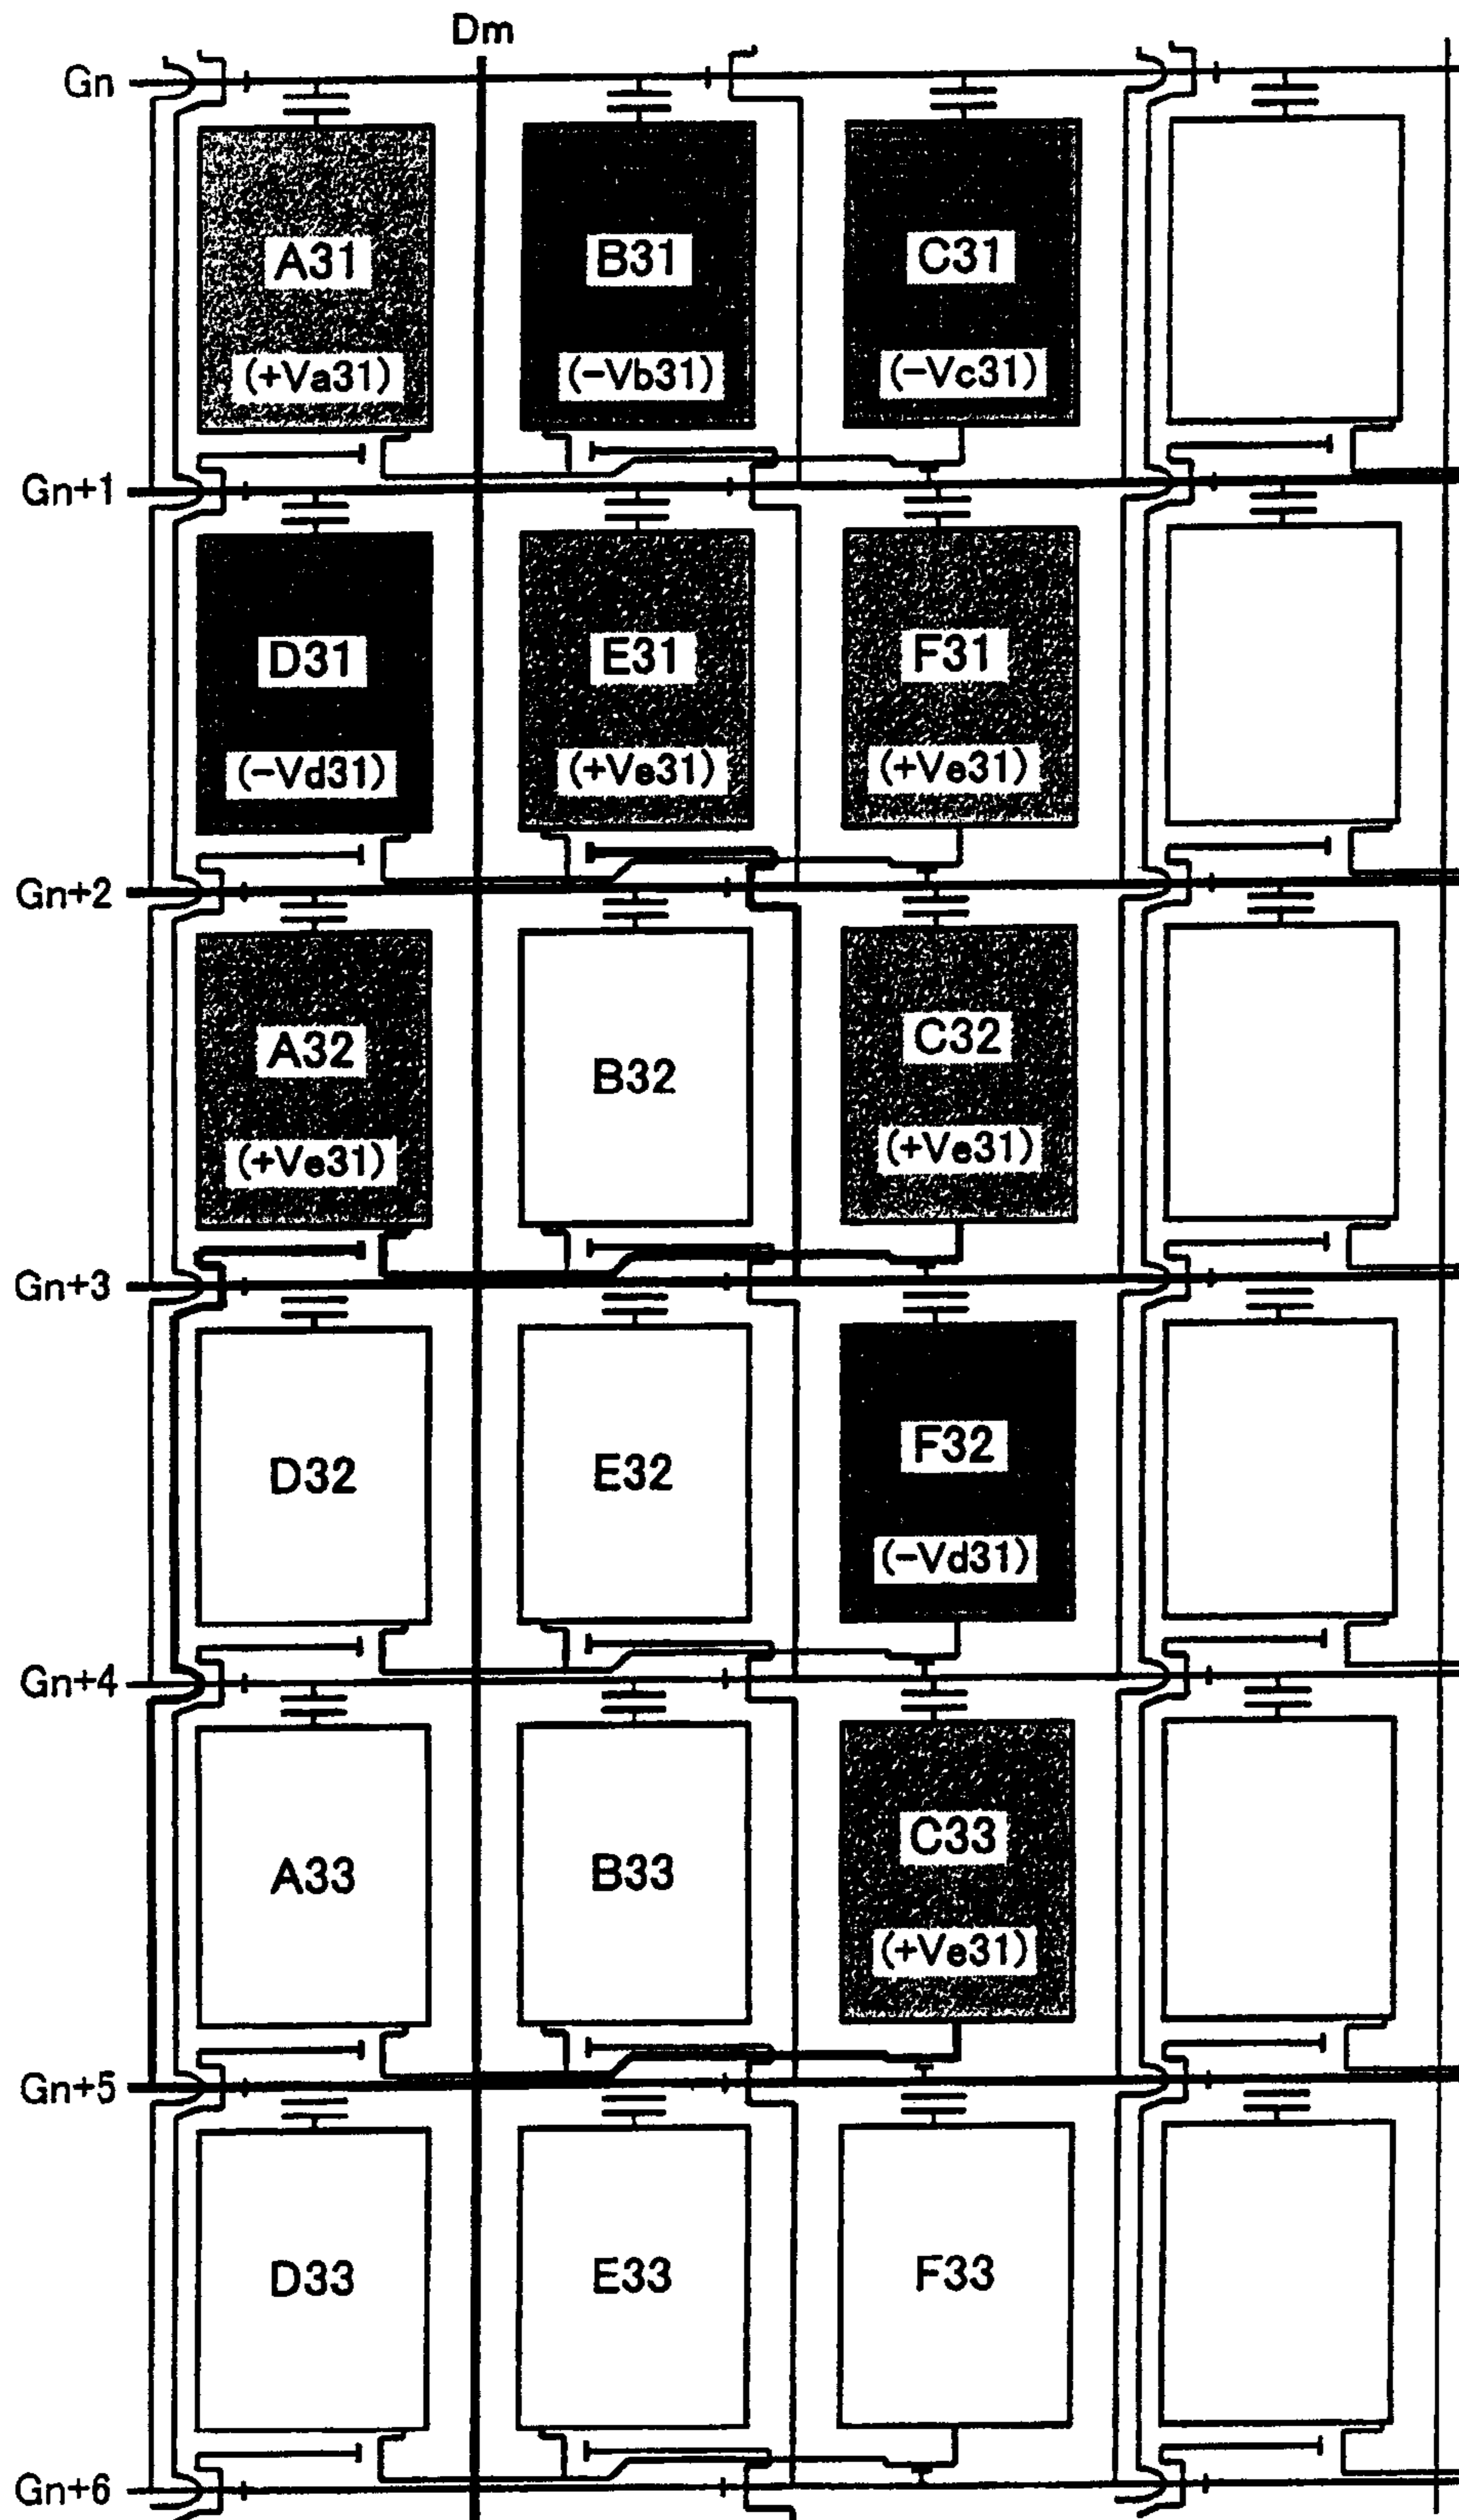 Dm
Gn
A31 B31 C31
(+Va31) (-Vb31) (-Vc31)
Gn+1
D31 E31 F31
(-Vd31) (+Ve31) (+Ve31)
Gn+2
A32 B32 C32
(+Ve31) (+Ve31)
Gn+3
D32 E32 F32
(-Vd31)
Gn+4
A33 B33 C33
(+Ve31)
Gn+5
D33 E33 F33
Gn+6